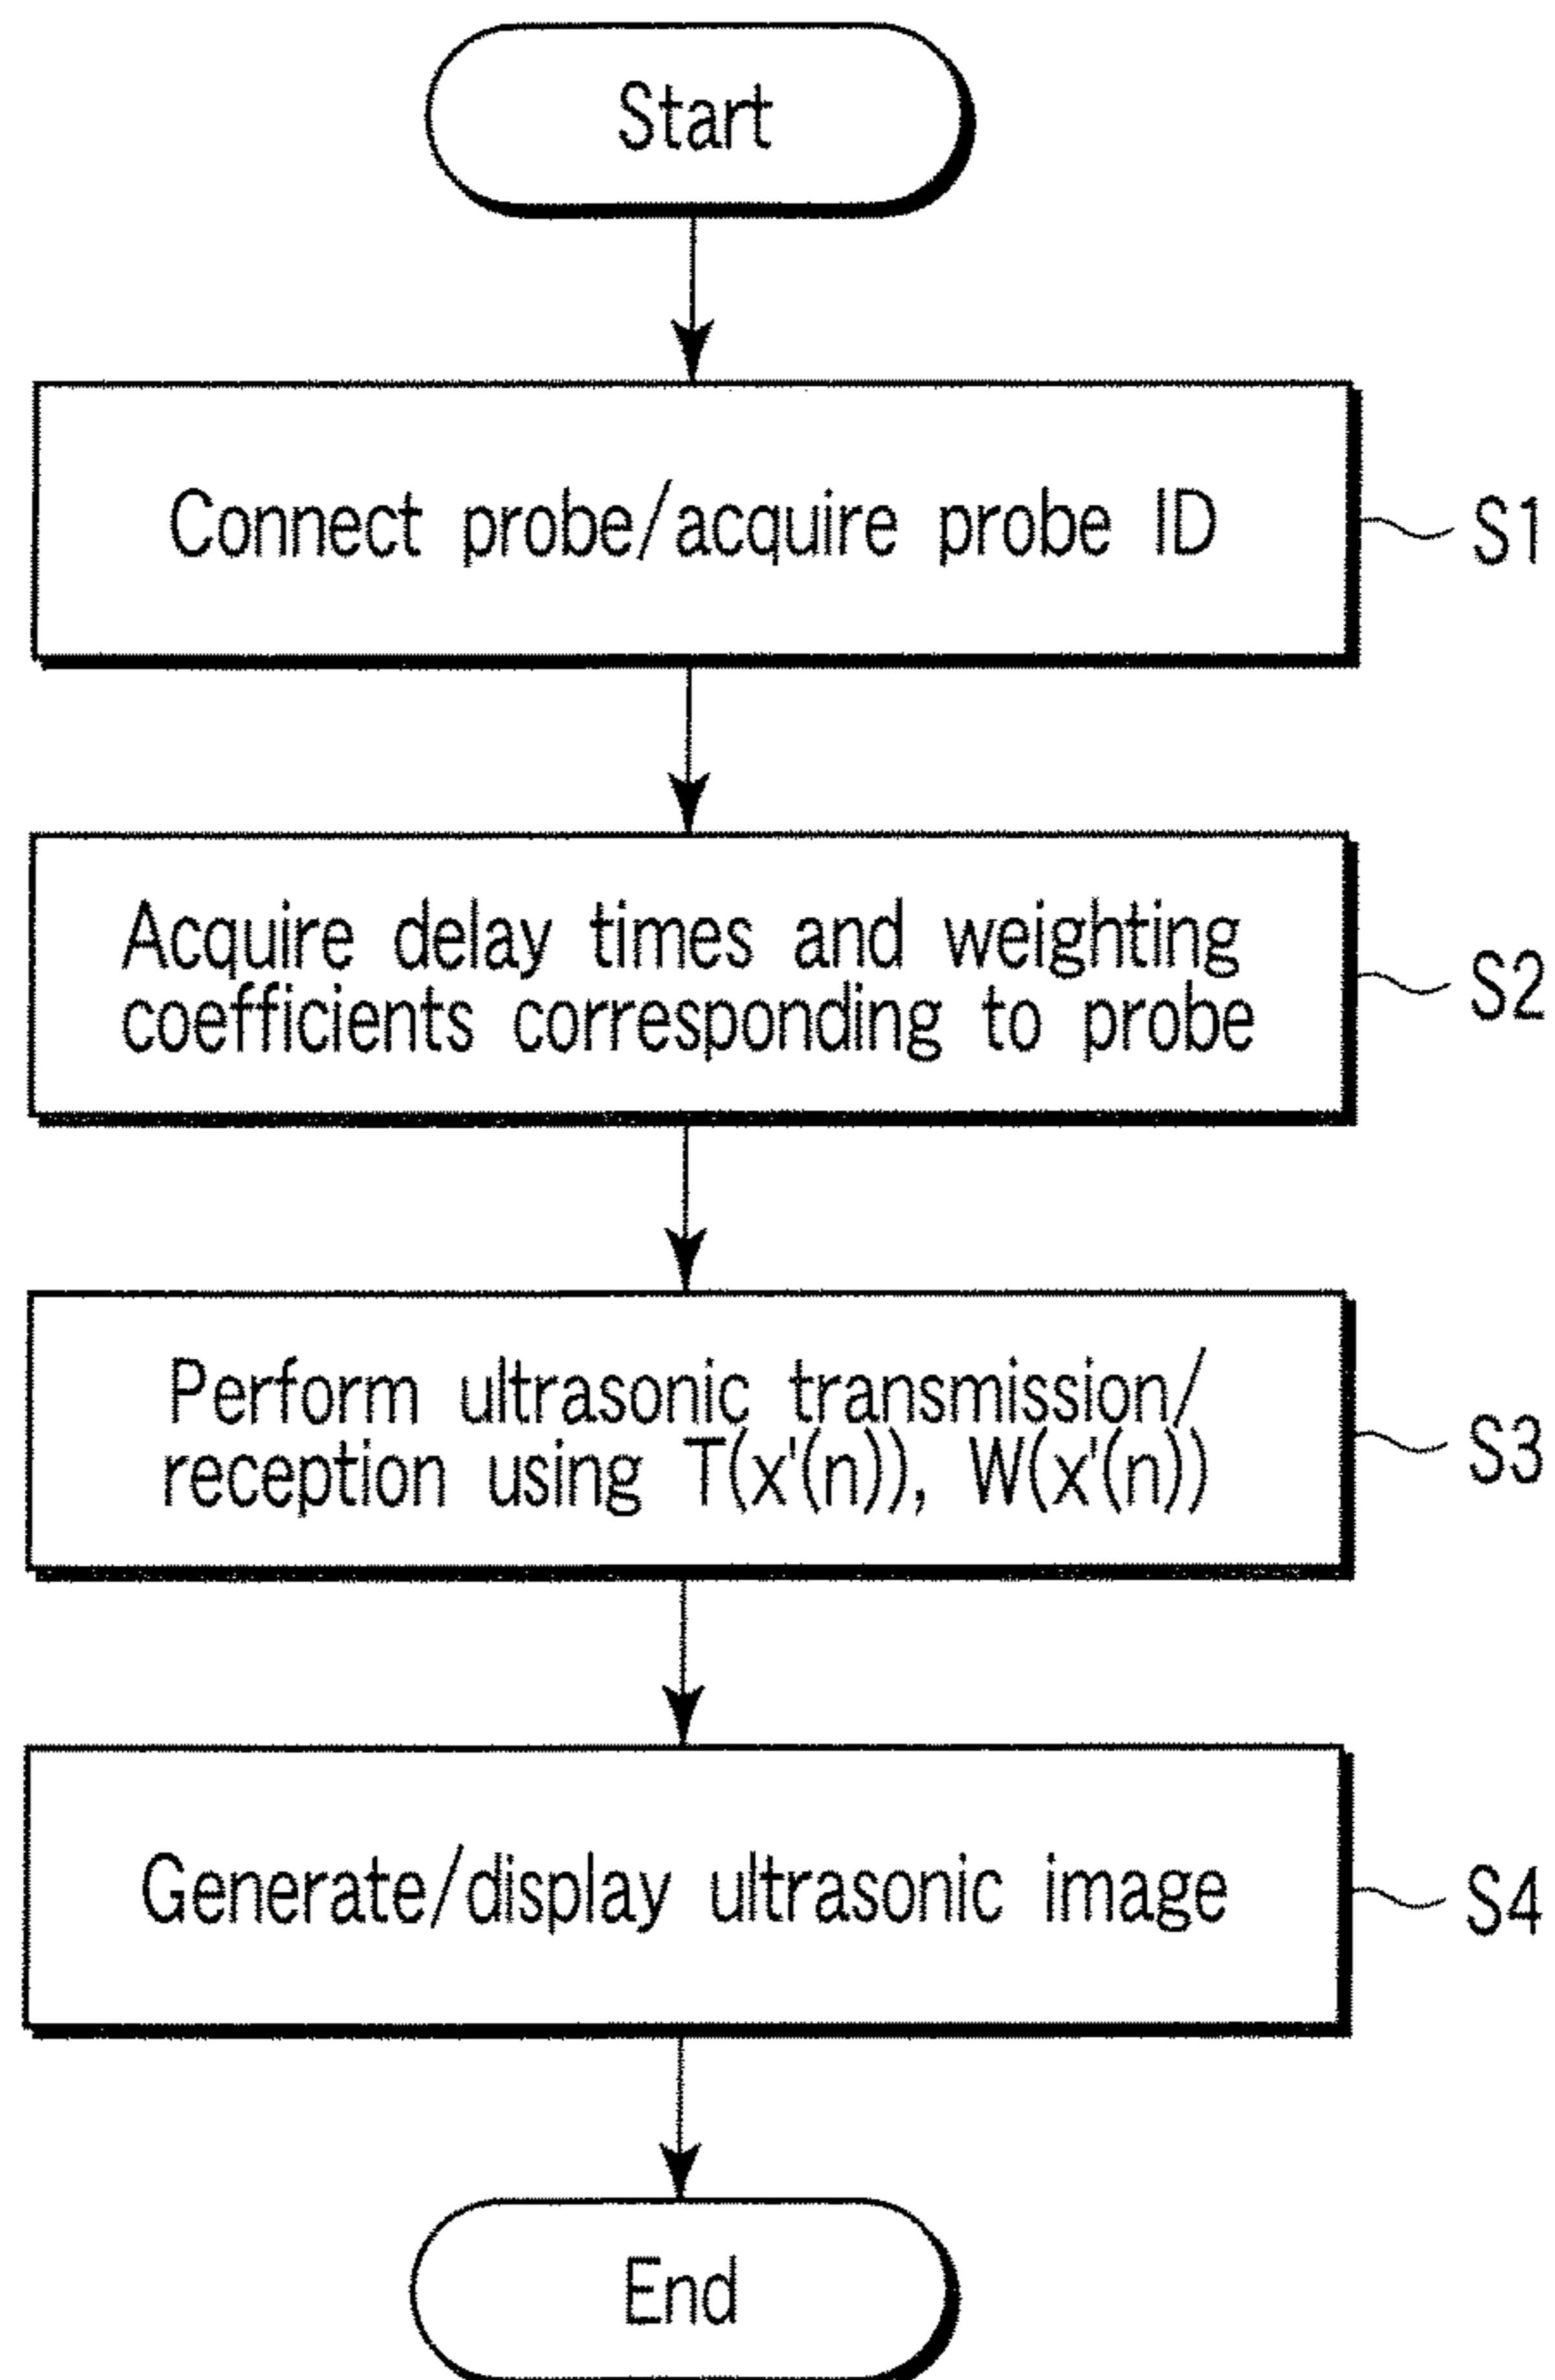 Start
Connect probe/acquire probe ID
S1
Acquire delay times and weighting
coefficients corresponding to probe
S2
Perform ultrasonic transmission/
reception using T(x'(n)), W(x'(n))
S3
Generate/display ultrasonic image
S4
End